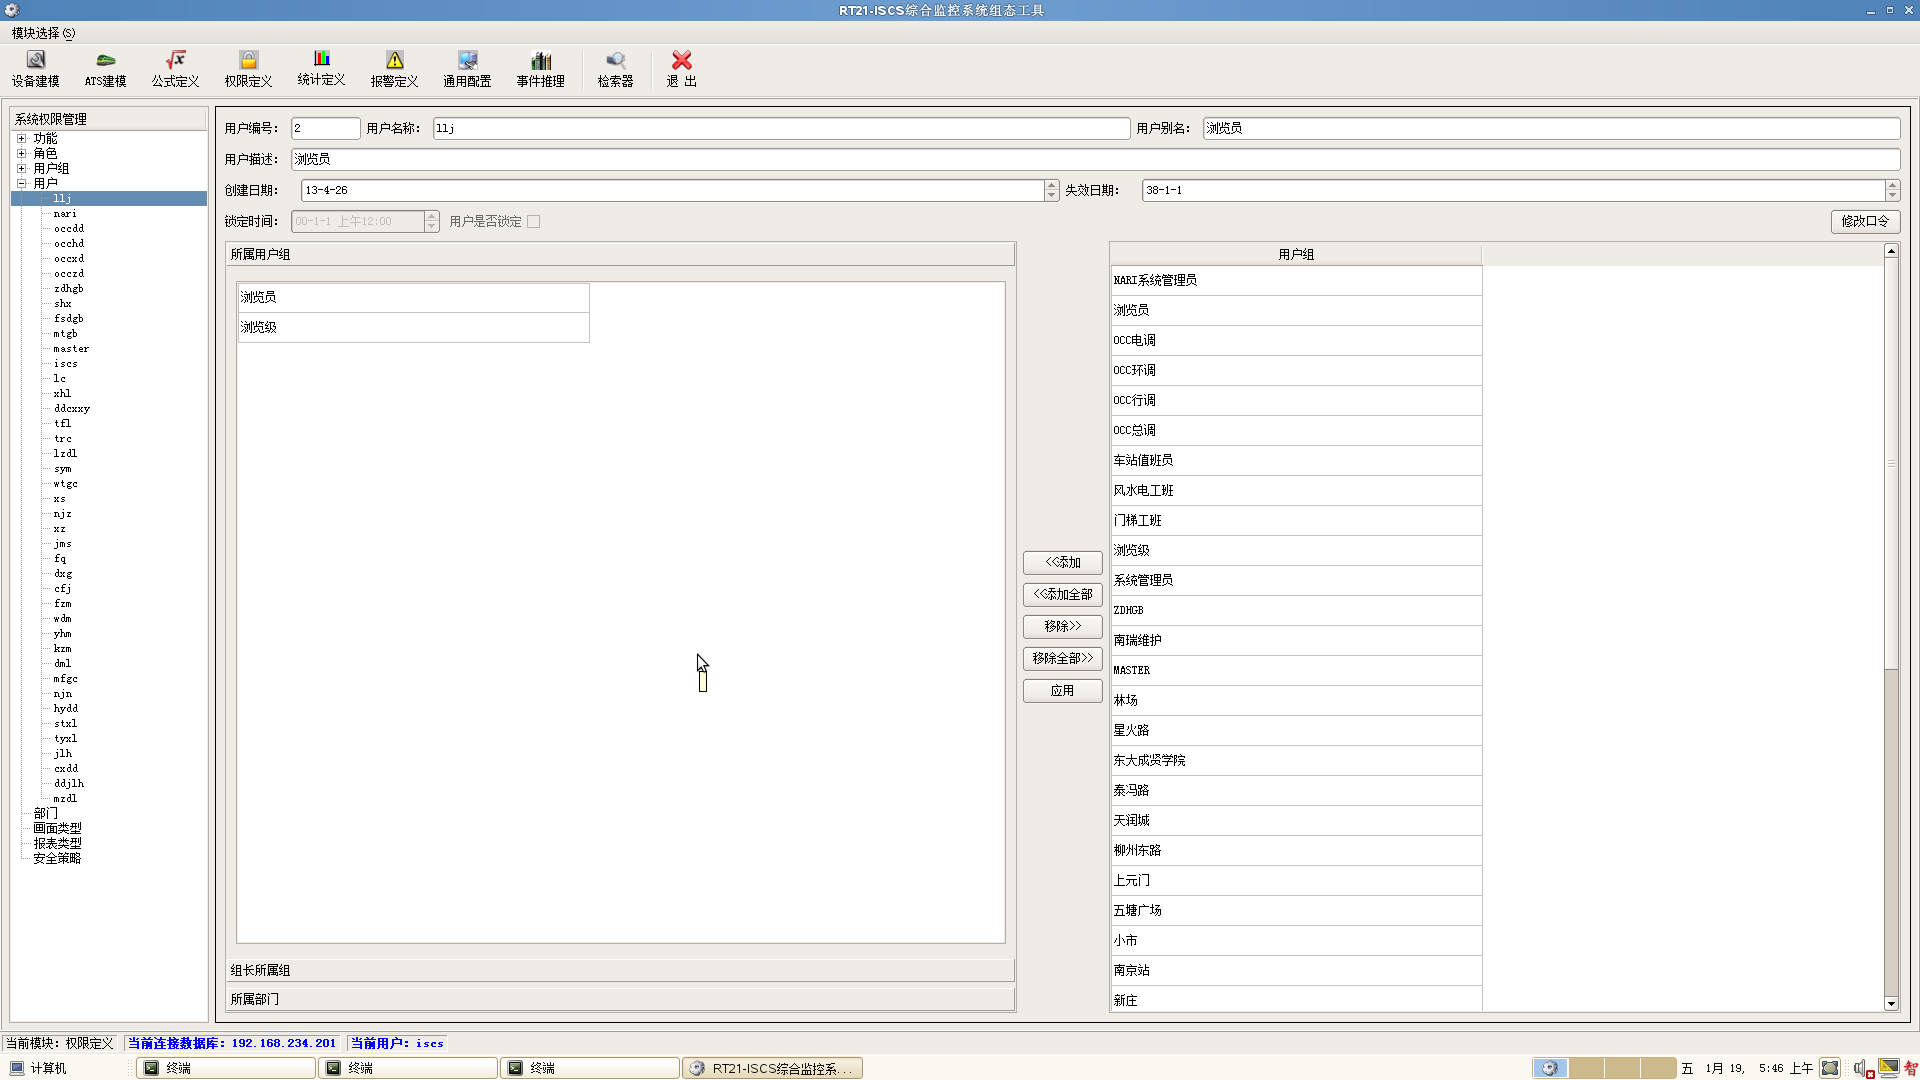 RT21-ISCS综合监控系统组态工具
模块选择 (S)
设备建模
ATS建模
公式定义
权限定义
统计定义
报警定义
通用配置
事件推理
检索器
退 出
系统权限管理
功能
角色
用户组
用户
llj
nari
occdd
occhd
occxd
occzd
zdhgb
shx
fsdgb
mtgb
master
iscs
lc
xhl
ddcxxy
tfl
trc
lzdl
sym
wtgc
xs
njz
xz
jms
fq
dxg
cfj
fzm
wdm
yhm
kzm
dml
mfgc
njn
hydd
stxl
tyxl
jlh
cxdd
ddjlh
mzdl
部门
画面类型
报表类型
安全策略
用户编号: 2 用户名称: llj 用户别名: 浏览员
用户描述: 浏览员
创建日期: 13-4-26 失效日期: 38-1-1
锁定时间: 00-1-1 上午12:00 用户是否锁定 修改口令
所属用户组
浏览员
浏览级
组长所属组
所属部门
<<添加
<<添加全部
移除>>
移除全部>>
应用
用户组
NARI系统管理员
浏览员
OCC电调
OCC环调
OCC行调
OCC总调
车站值班员
风水电工班
门梯工班
浏览级
系统管理员
ZDHGB
南瑞维护
MASTER
林场
星火路
东大成贤学院
泰冯路
天润城
柳州东路
上元门
五塘广场
小市
南京站
新庄
当前模块: 权限定义 当前连接数据库: 192.168.234.201 当前用户: iscs
计算机 终端 终端 终端 RT21-ISCS综合监控系... 五 1月 19, 5:46 上午 智